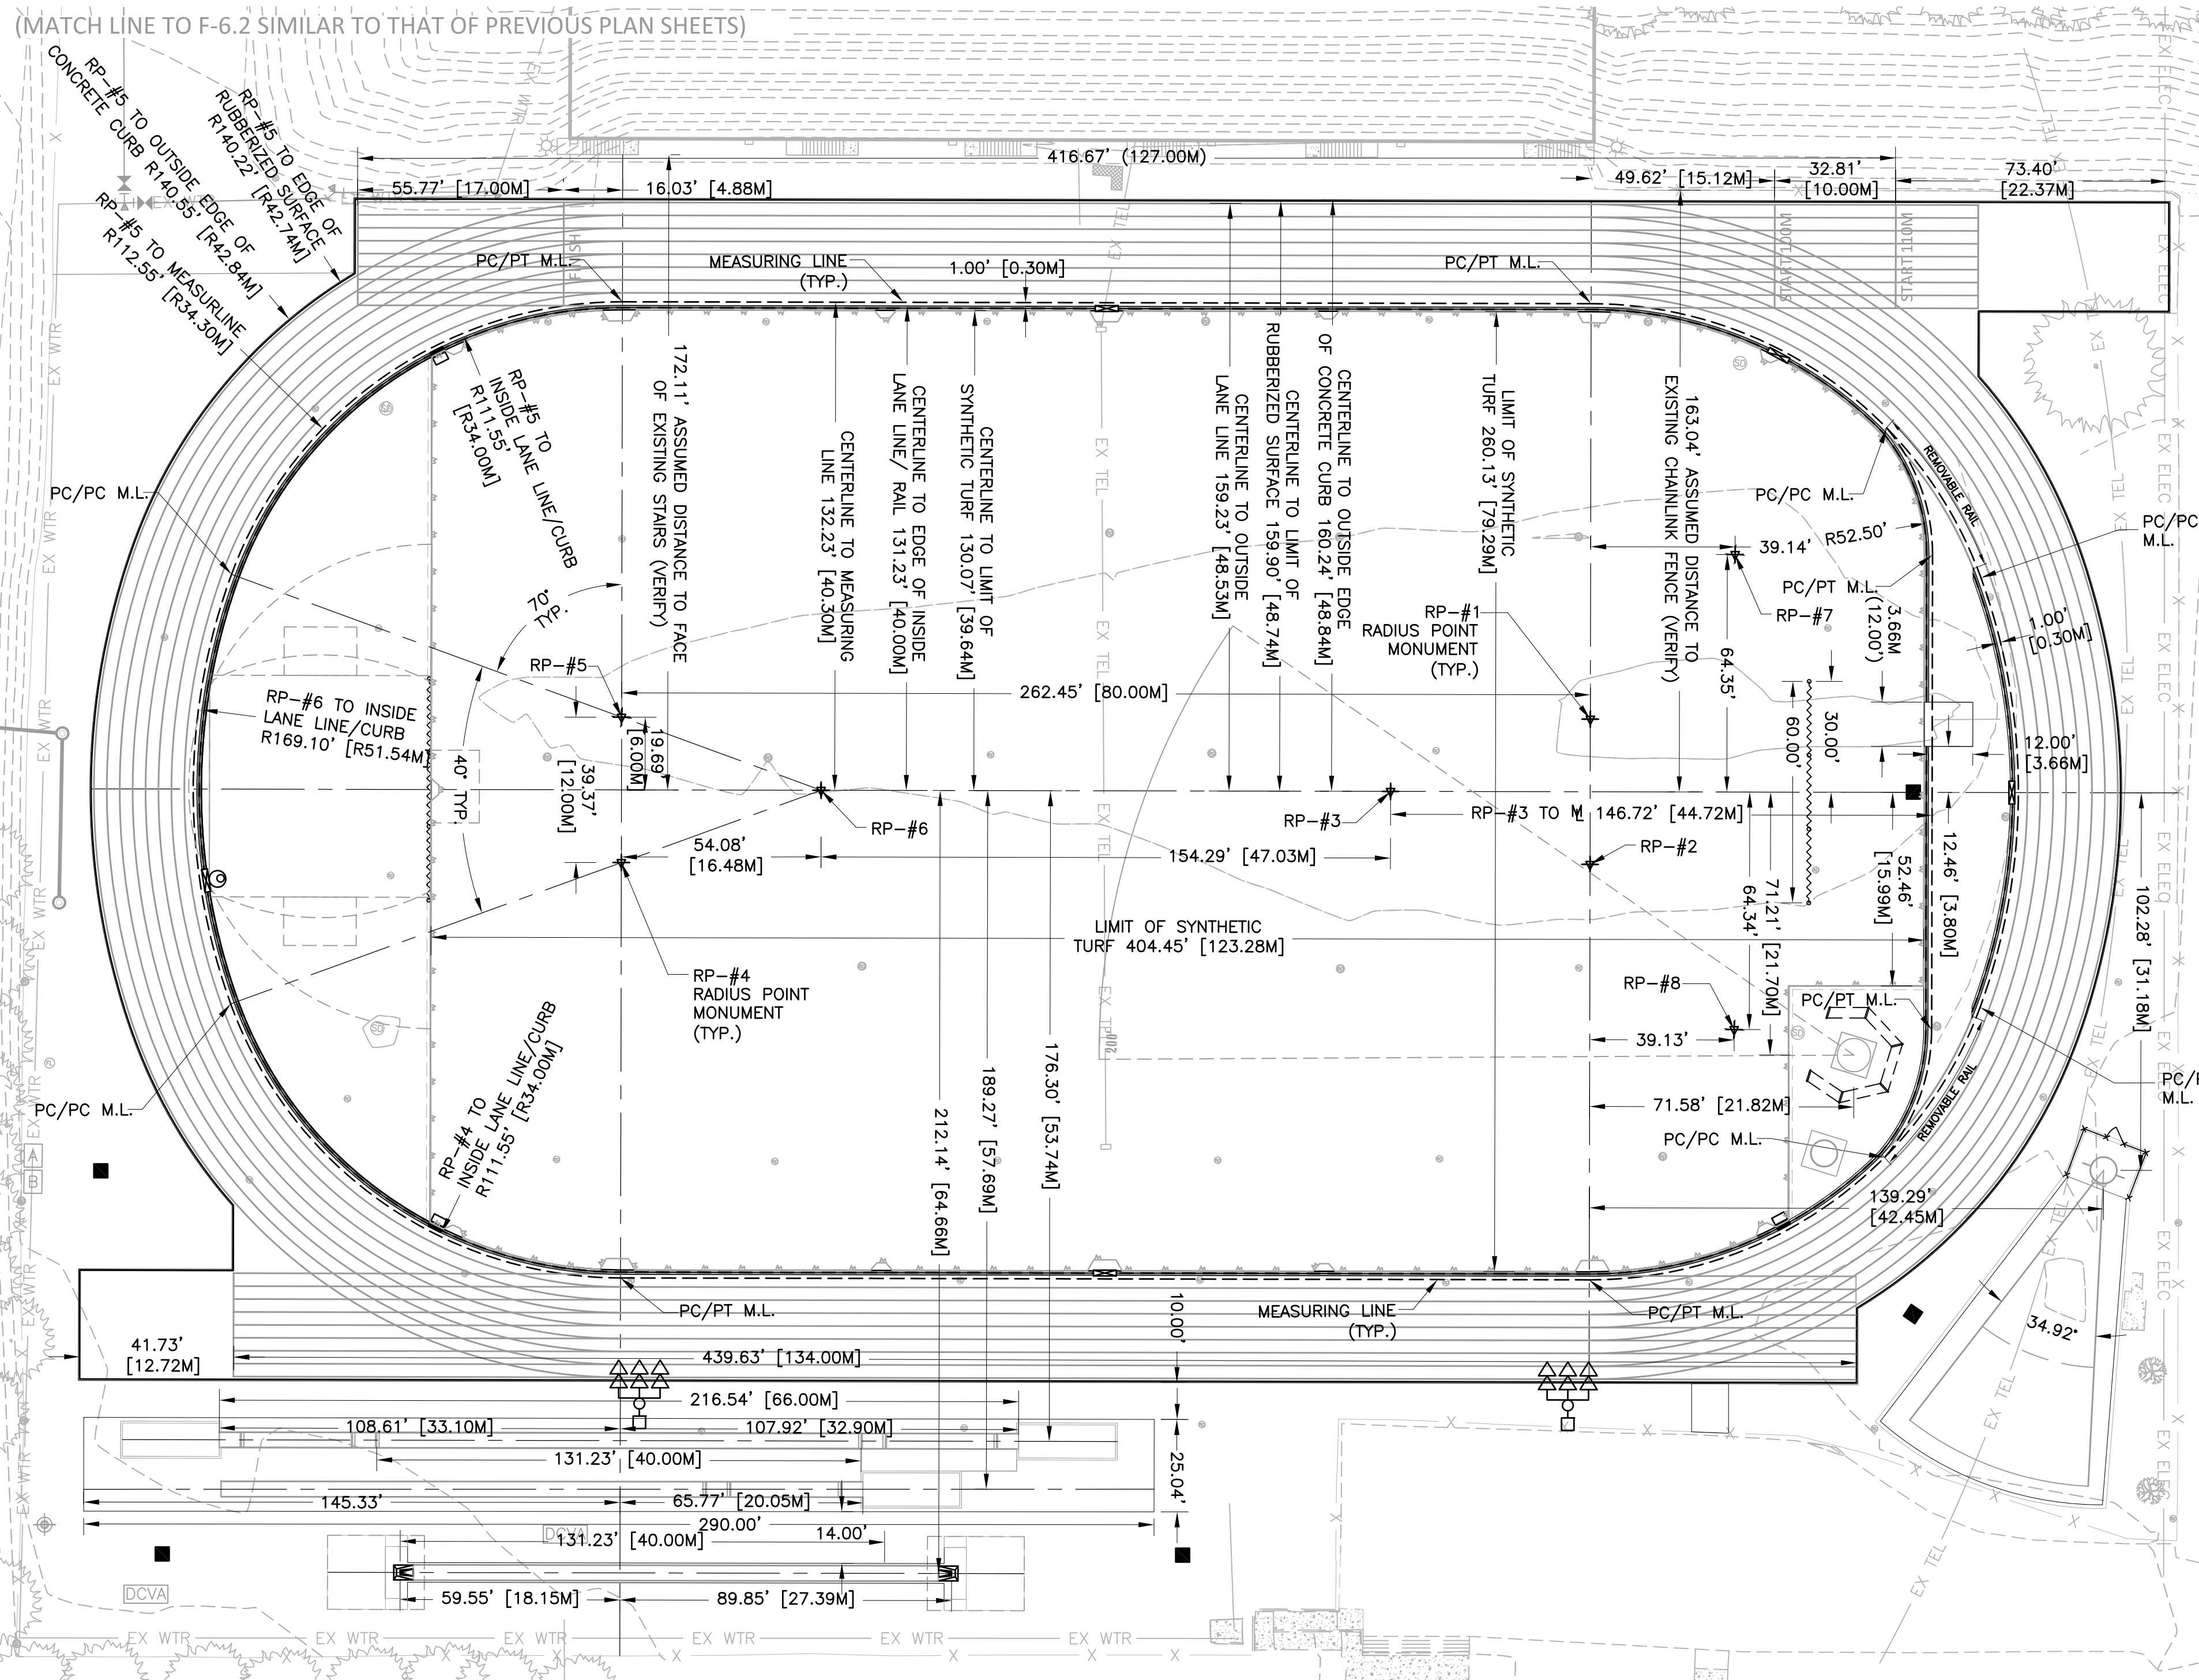 (MATCH LINE TO F-6.2 SIMILAR TO THAT OF PREVIOUS PLAN SHEETS)
RP-#5 TO OUTSIDE EDGE OF
CONCRETE CURB R140.55' [R42.84M]
RP-#5 TO EDGE OF
RUBBERIZED SURFACE
R140.22' [R42.74M]
RP-#5 TO MEASURLINE
R112.55' [R34.30M]
EX WTR
EX WTR
416.67' (127.00M)
55.77' [17.00M]
16.03' [4.88M]
49.62' [15.12M]
32.81'
[10.00M]
73.40'
[22.37M]
EX ELEC
EX TEL
FINISH
START 100M
START 110M
PC/PT M.L.
MEASURING LINE
(TYP.)
1.00' [0.30M]
PC/PT M.L.
RP-#5 TO
INSIDE LANE LINE/CURB
R111.55'
[R34.00M]
172.11' ASSUMED DISTANCE TO FACE
OF EXISTING STAIRS (VERIFY)
CENTERLINE TO MEASURING
LINE 132.23' [40.30M]
CENTERLINE TO EDGE OF INSIDE
LANE LINE/ RAIL 131.23' [40.00M]
CENTERLINE TO LIMIT OF
SYNTHETIC TURF 130.07' [39.64M]
EX TEL
CENTERLINE TO OUTSIDE
LANE LINE 159.23' [48.53M]
CENTERLINE TO LIMIT OF
RUBBERIZED SURFACE 159.90' [48.74M]
CENTERLINE TO OUTSIDE EDGE
OF CONCRETE CURB 160.24' [48.84M]
LIMIT OF SYNTHETIC
TURF 260.13' [79.29M]
163.04' ASSUMED DISTANCE TO
EXISTING CHAINLINK FENCE (VERIFY)
SD
SD
PC/PC M.L.
PC/PC M.L.
REMOVABLE RAIL
R52.50'
39.14'
PC/PC
M.L.
PC/PT M.L.
RP-#7
3.66M
(12.00')
1.00'
[0.30M]
70°
TYP.
RP-#5
RP-#1
RADIUS POINT
MONUMENT
(TYP.)
64.35'
262.45' [80.00M]
RP-#6 TO INSIDE
LANE LINE/CURB
R169.10' [R51.54M]
19.69'
[6.00M]
39.37'
[12.00M]
40° TYP.
60.00'
30.00'
12.00'
[3.66M]
RP-#6
RP-#3
RP-#3 TO
146.72' [44.72M]
RP-#2
54.08'
[16.48M]
154.29' [47.03M]
52.46'
[15.99M]
12.46' [3.80M]
64.34'
71.21' [21.70M]
102.28' [31.18M]
LIMIT OF SYNTHETIC
TURF 404.45' [123.28M]
RP-#4
RADIUS POINT
MONUMENT
(TYP.)
RP-#8
PC/PT M.L.
SD
SD
39.13'
RP-#4 TO
INSIDE LANE LINE/CURB
R111.55' [R34.00M]
176.30' [53.74M]
189.27' [57.69M]
212.14' [64.66M]
71.58' [21.82M]
PC/PC M.L.
PC/PC M.L.
REMOVABLE RAIL
M.L.
A
B
139.29'
[42.45M]
PC/PT M.L.
MEASURING LINE
(TYP.)
PC/PT M.L.
10.00'
34.92°
41.73'
[12.72M]
439.63' [134.00M]
216.54' [66.00M]
108.61' [33.10M]
107.92' [32.90M]
131.23' [40.00M]
25.04'
145.33'
65.77' [20.05M]
290.00'
DCVA
131.23' [40.00M]
14.00'
DCVA
59.55' [18.15M]
89.85' [27.39M]
EX TEL
EX WTR
EX WTR
EX WTR
EX WTR
EX WTR
EX WTR